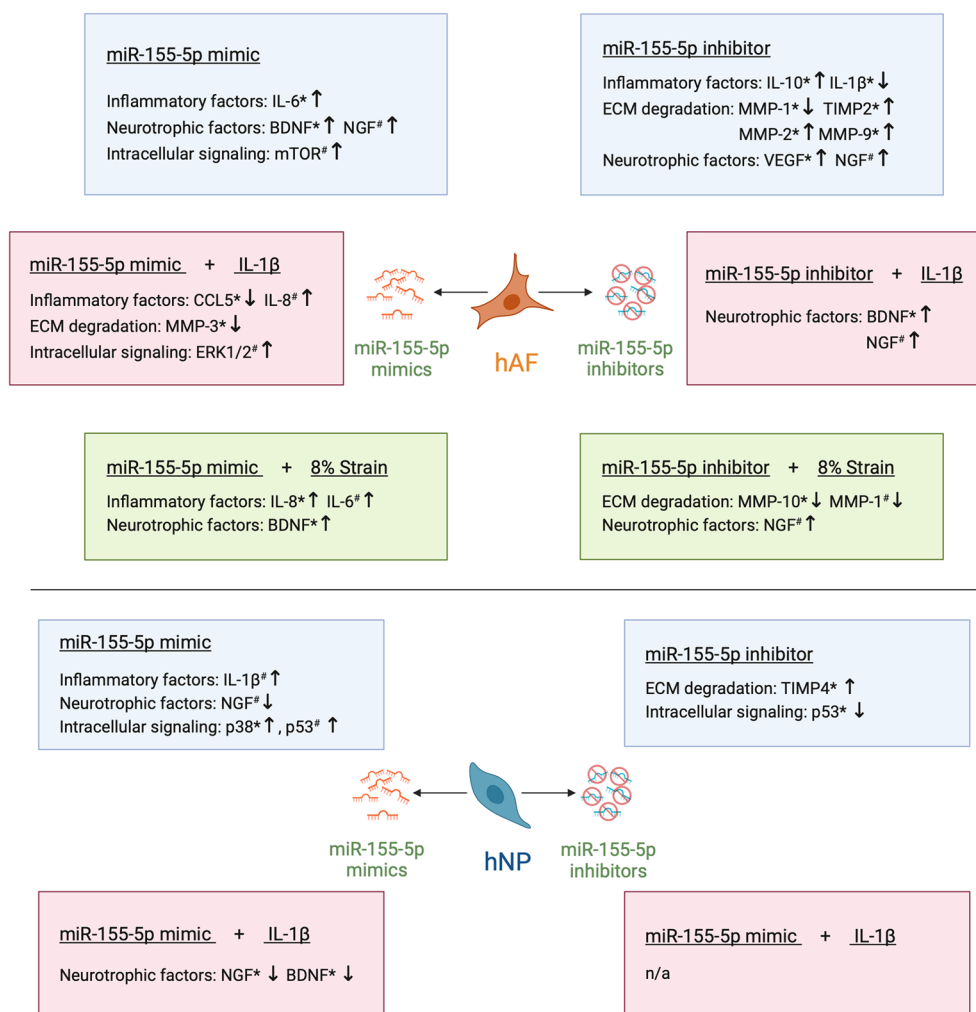 miR-155-5p mimic
Inflammatory factors: IL-6* ↑
Neurotrophic factors: BDNF* ↑ NGF# ↑
Intracellular signaling: mTOR# ↑
miR-155-5p inhibitor
Inflammatory factors: IL-10* ↑ IL-1β* ↓
ECM degradation: MMP-1* ↓ TIMP2* ↑
MMP-2* ↑ MMP-9* ↑
Neurotrophic factors: VEGF* ↑ NGF# ↑
miR-155-5p mimic + IL-1β
Inflammatory factors: CCL5* ↓ IL-8# ↑
ECM degradation: MMP-3* ↓
Intracellular signaling: ERK1/2# ↑
miR-155-5p
mimics
hAF
miR-155-5p
inhibitors
miR-155-5p inhibitor + IL-1β
Neurotrophic factors: BDNF* ↑
NGF# ↑
miR-155-5p mimic + 8% Strain
Inflammatory factors: IL-8* ↑ IL-6# ↑
Neurotrophic factors: BDNF* ↑
miR-155-5p inhibitor + 8% Strain
ECM degradation: MMP-10* ↓ MMP-1# ↓
Neurotrophic factors: NGF# ↑
miR-155-5p mimic
Inflammatory factors: IL-1β# ↑
Neurotrophic factors: NGF# ↓
Intracellular signaling: p38* ↑, p53# ↑
miR-155-5p inhibitor
ECM degradation: TIMP4* ↑
Intracellular signaling: p53* ↓
miR-155-5p
mimics
hNP
miR-155-5p
inhibitors
miR-155-5p mimic + IL-1β
Neurotrophic factors: NGF* ↓ BDNF* ↓
miR-155-5p mimic + IL-1β
n/a